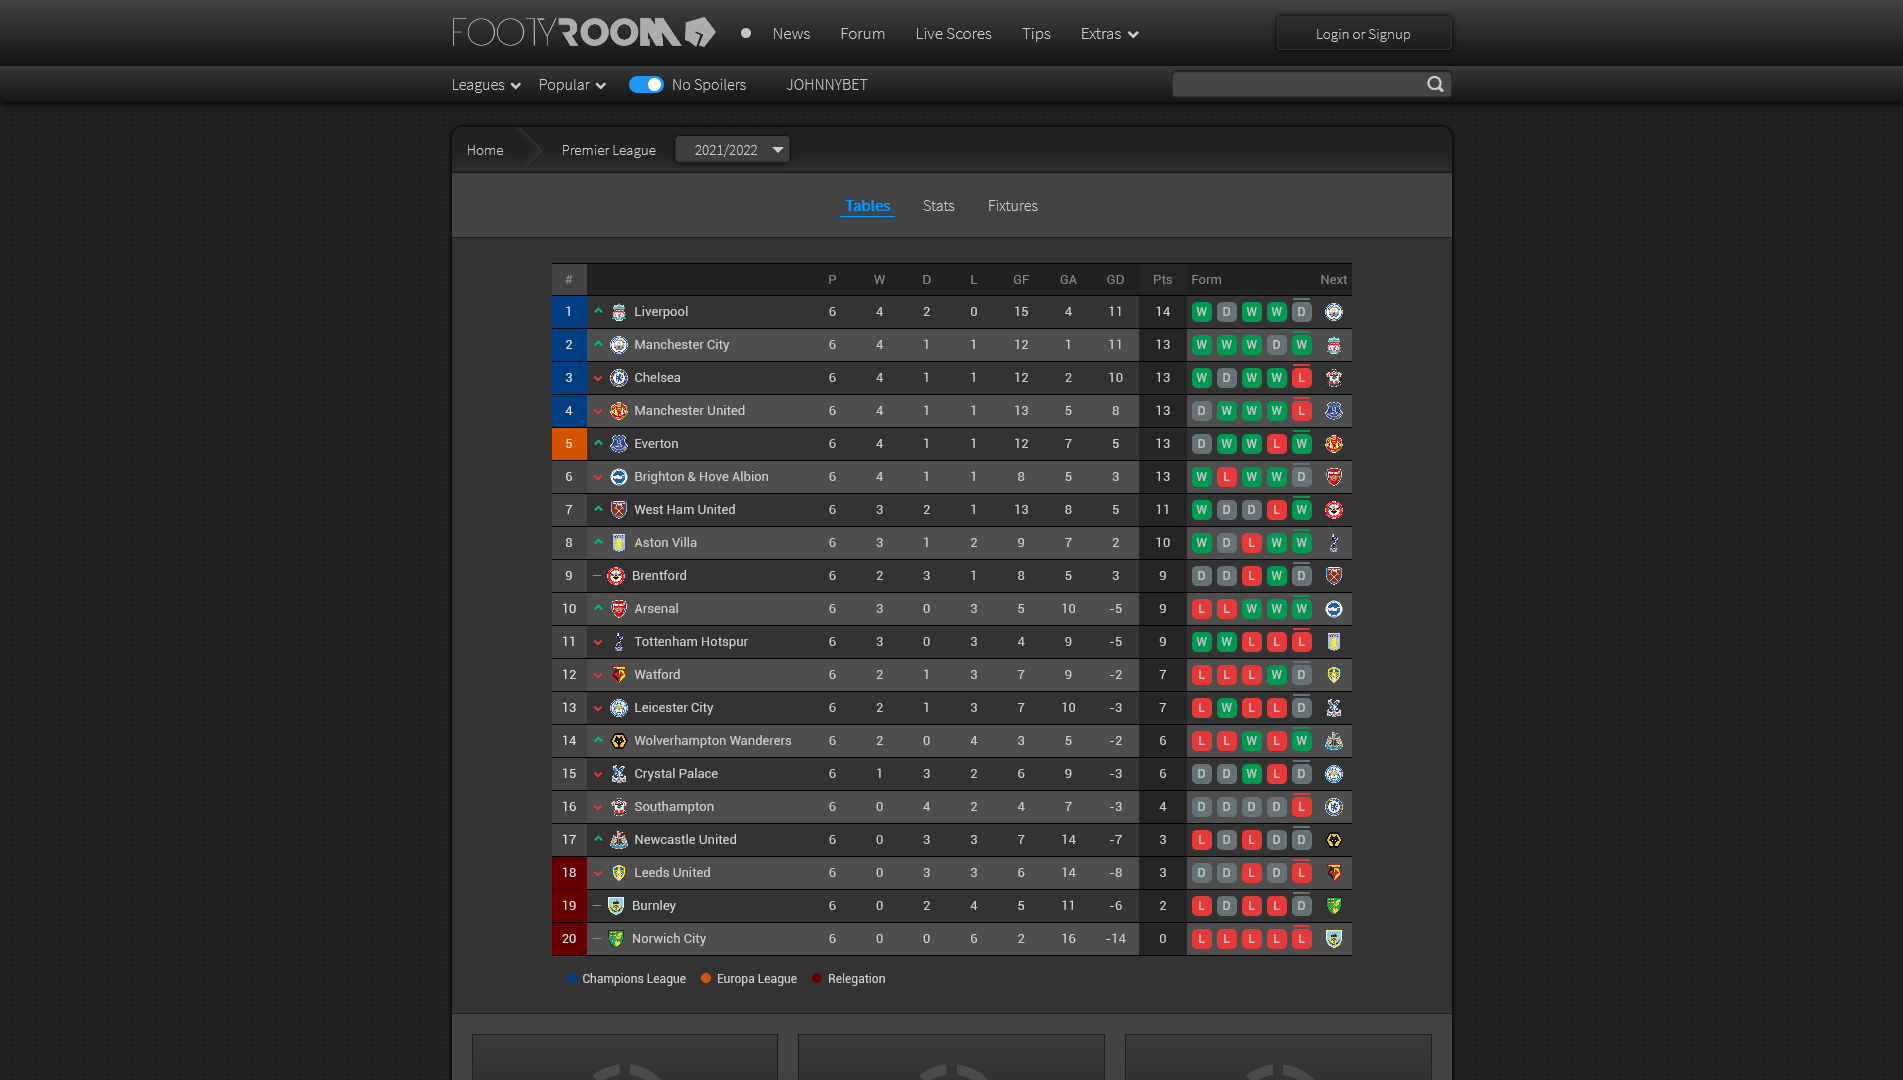 FOOTYROOM News Forum Live Scores Tips Extras Login or Signup
Leagues Popular No Spoilers JOHNNYBET
Home Premier League 2021/2022
Tables Stats Fixtures
# P W D L GF GA GD Pts Form Next
1 Liverpool 6 4 2 0 15 4 11 14 W D W W D
2 Manchester City 6 4 1 1 12 1 11 13 W W W D W
3 Chelsea 6 4 1 1 12 2 10 13 W D W W L
4 Manchester United 6 4 1 1 13 5 8 13 D W W W L
5 Everton 6 4 1 1 12 7 5 13 D W W L W
6 Brighton & Hove Albion 6 4 1 1 8 5 3 13 W L W W D
7 West Ham United 6 3 2 1 13 8 5 11 W D D L W
8 Aston Villa 6 3 1 2 9 7 2 10 W D L W W
9 Brentford 6 2 3 1 8 5 3 9 D D L W D
10 Arsenal 6 3 0 3 5 10 -5 9 L L W W W
11 Tottenham Hotspur 6 3 0 3 4 9 -5 9 W W L L L
12 Watford 6 2 1 3 7 9 -2 7 L L L W D
13 Leicester City 6 2 1 3 7 10 -3 7 L W L L D
14 Wolverhampton Wanderers 6 2 0 4 3 5 -2 6 L L W L W
15 Crystal Palace 6 1 3 2 6 9 -3 6 D D W L D
16 Southampton 6 0 4 2 4 7 -3 4 D D D D L
17 Newcastle United 6 0 3 3 7 14 -7 3 L D L D D
18 Leeds United 6 0 3 3 6 14 -8 3 D D L D L
19 Burnley 6 0 2 4 5 11 -6 2 L D L L D
20 Norwich City 6 0 0 6 2 16 -14 0 L L L L L
Champions League Europa League Relegation